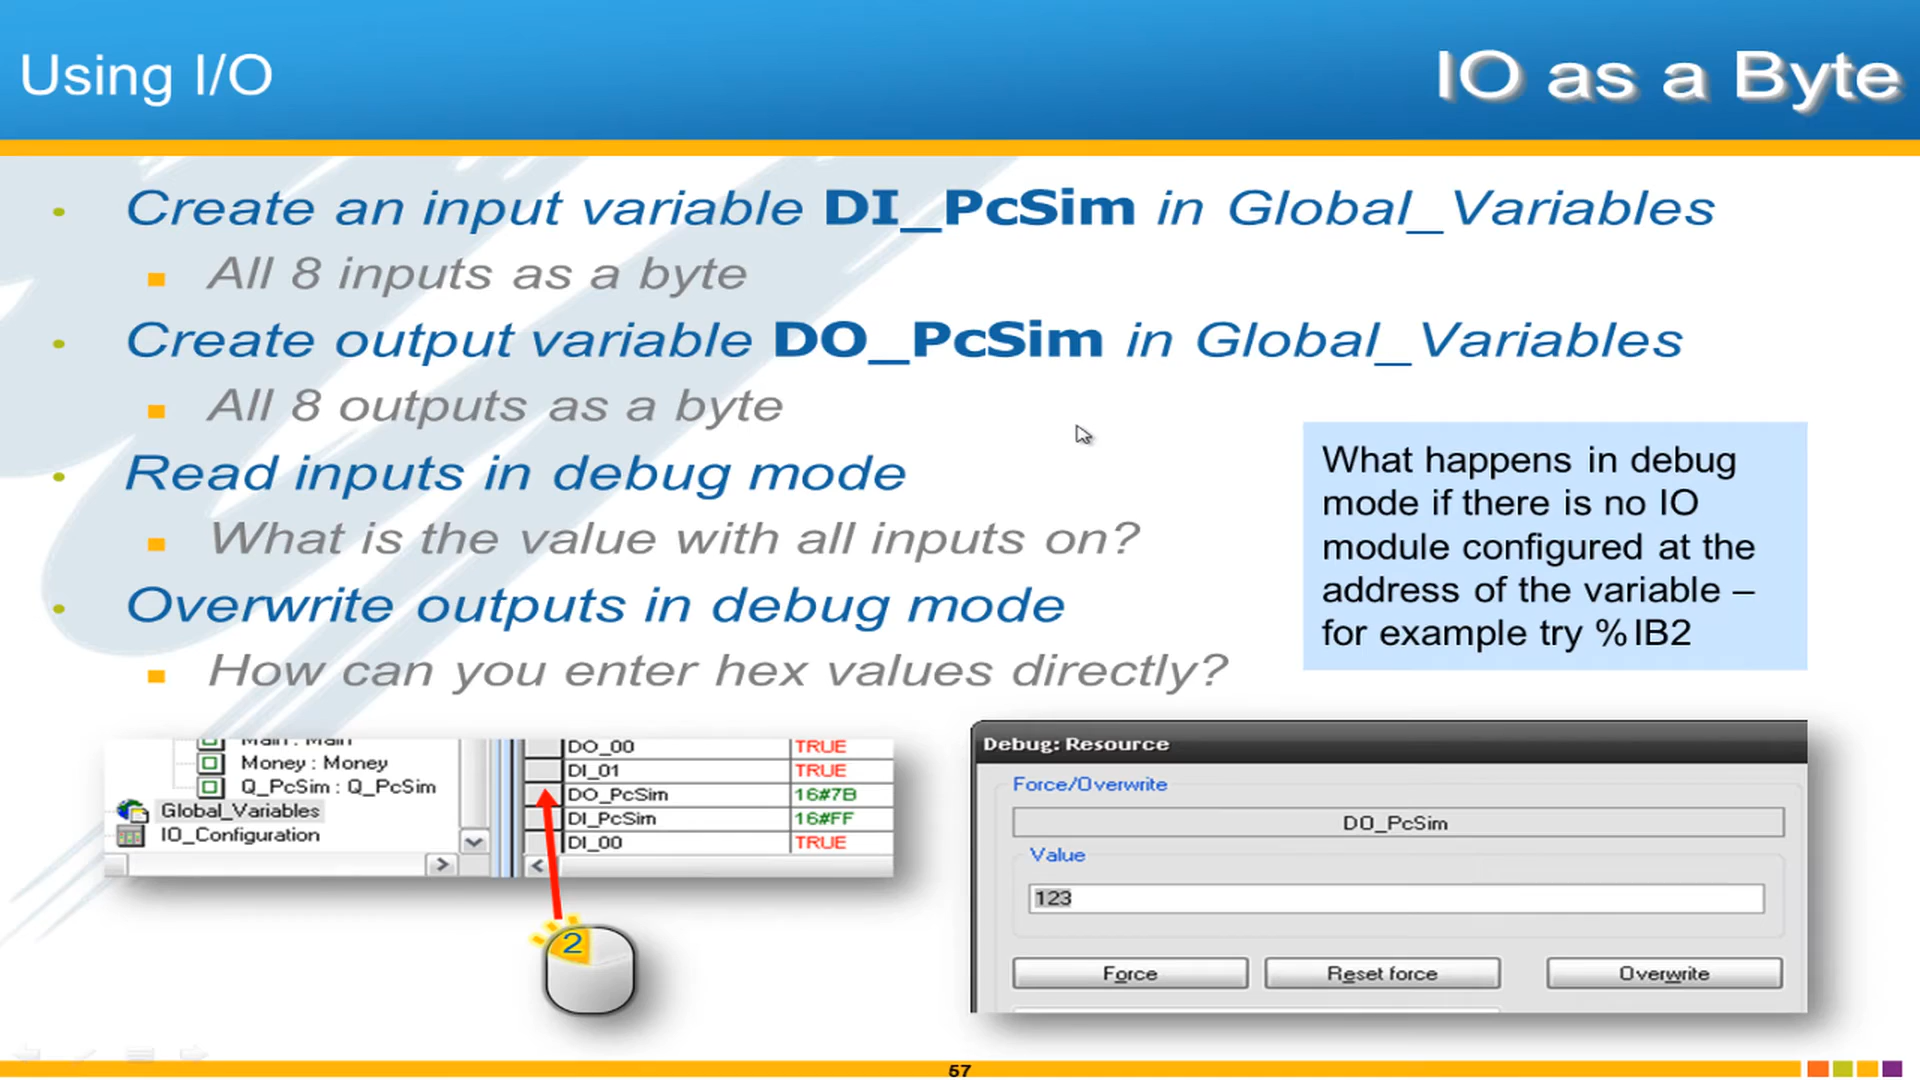 Using I/O
IO as a Byte
Create an input variable DI_PcSim in Global_Variables
All 8 inputs as a byte
Create output variable DO_PcSim in Global_Variables
All 8 outputs as a byte
Read inputs in debug mode
What is the value with all inputs on?
Overwrite outputs in debug mode
How can you enter hex values directly?
What happens in debug
mode if there is no IO
module configured at the
address of the variable –
for example try %IB2
Main : Main
Money : Money
Q_PcSim : Q_PcSim
Global_Variables
IO_Configuration
DO_00 TRUE
DI_01 TRUE
DO_PcSim 16#7B
DI_PcSim 16#FF
DI_00 TRUE
2
Debug: Resource
Force/Overwrite
DO_PcSim
Value
123
Force Reset force Overwrite
57